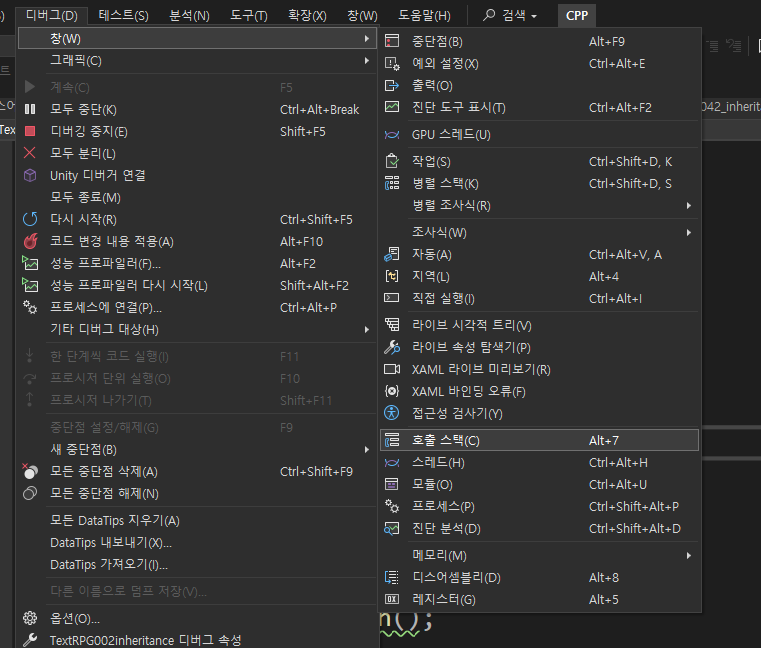 디버그(D) 테스트(S) 분석(N) 도구(T) 확장(X) 창(W) 도움말(H) 검색 CPP
창(W)
그래픽(C)
계속(C) F5
모두 중단(K) Ctrl+Alt+Break
디버깅 중지(E) Shift+F5
모두 분리(L)
Unity 디버거 연결
모두 종료(M)
다시 시작(R) Ctrl+Shift+F5
코드 변경 내용 적용(A) Alt+F10
성능 프로파일러(F)... Alt+F2
성능 프로파일러 다시 시작(L) Shift+Alt+F2
프로세스에 연결(P)... Ctrl+Alt+P
기타 디버그 대상(H)
한 단계씩 코드 실행(I) F11
프로시저 단위 실행(O) F10
프로시저 나가기(T) Shift+F11
중단점 설정/해제(G) F9
새 중단점(B)
모든 중단점 삭제(A) Ctrl+Shift+F9
모든 중단점 해제(N)
모든 DataTips 지우기(A)
DataTips 내보내기(X)...
DataTips 가져오기(I)...
다른 이름으로 덤프 저장(V)...
옵션(O)...
TextRPG002inheritance 디버그 속성
중단점(B) Alt+F9
예외 설정(X) Ctrl+Alt+E
출력(O)
진단 도구 표시(T) Ctrl+Alt+F2
GPU 스레드(U)
작업(S) Ctrl+Shift+D, K
병렬 스택(K) Ctrl+Shift+D, S
병렬 조사식(R)
조사식(W)
자동(A) Ctrl+Alt+V, A
지역(L) Alt+4
직접 실행(I) Ctrl+Alt+I
라이브 시각적 트리(V)
라이브 속성 탐색기(P)
XAML 라이브 미리보기(R)
XAML 바인딩 오류(F)
접근성 검사기(Y)
호출 스택(C) Alt+7
스레드(H) Ctrl+Alt+H
모듈(O) Ctrl+Alt+U
프로세스(P) Ctrl+Shift+Alt+P
진단 분석(D) Ctrl+Shift+Alt+D
메모리(M)
디스어셈블리(D) Alt+8
레지스터(G) Alt+5
042_inherit
Tex
n();